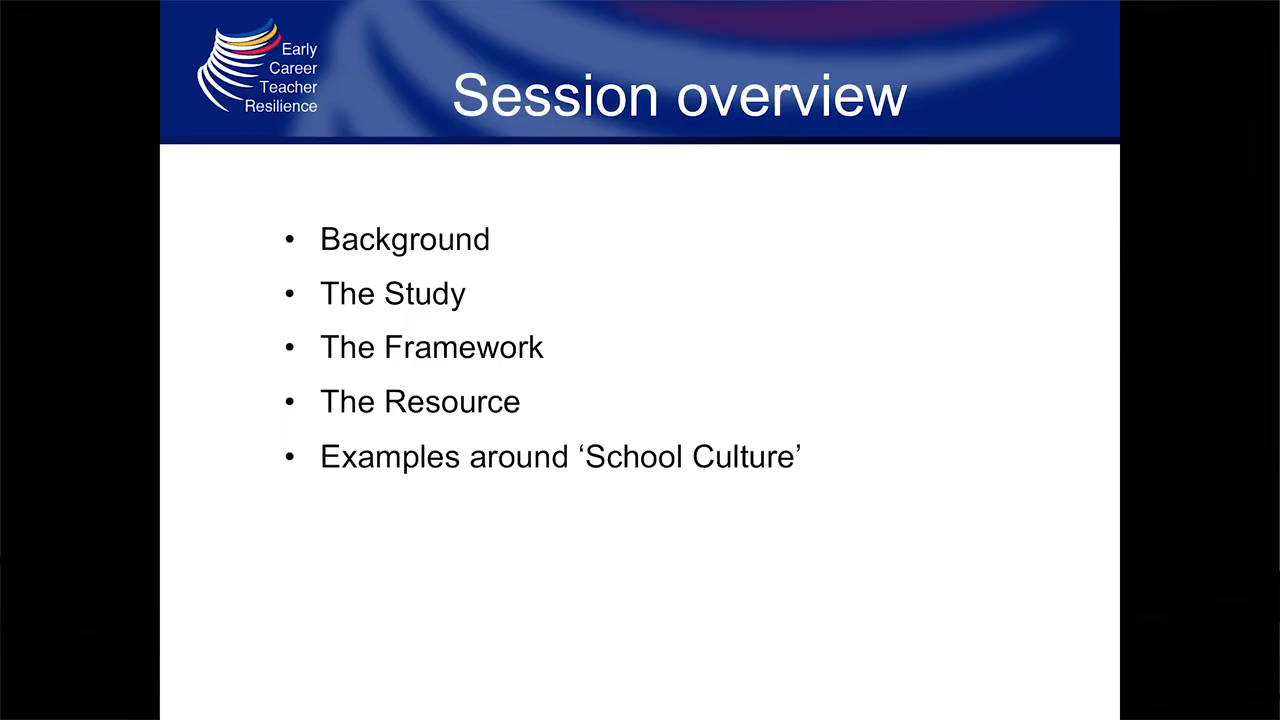 Early
Career
Teacher
Resilience
Session overview
• Background
• The Study
• The Framework
• The Resource
• Examples around ‘School Culture’